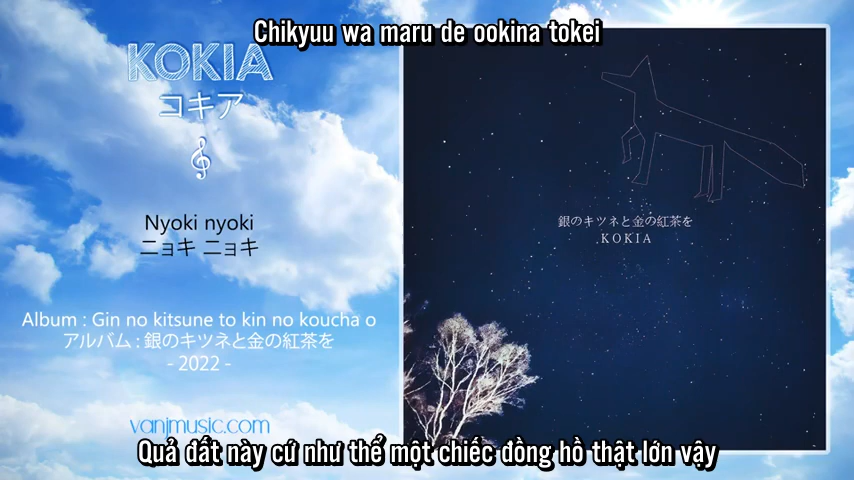 Chikyuu wa maru de ookina tokei
KOKIA
コキア
Nyoki nyoki
ニョキ ニョキ
Album : Gin no kitsune to kin no koucha o
アルバム : 銀のキツネと金の紅茶を
- 2022 -
vanjmusic.com
銀のキツネと金の紅茶を
KOKIA
Quả đất này cứ như thể một chiếc đồng hồ thật lớn vậy